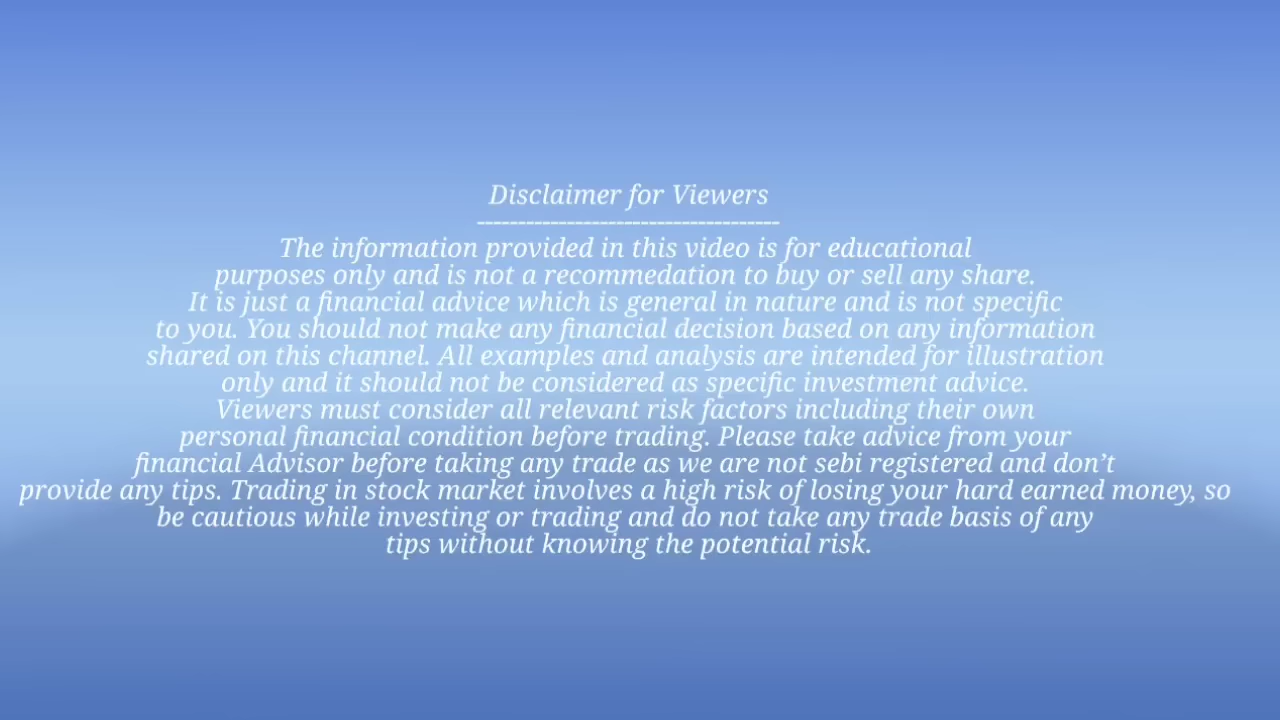 Disclaimer for Viewers
-------------------------------------
The information provided in this video is for educational
purposes only and is not a recommedation to buy or sell any share.
It is just a financial advice which is general in nature and is not specific
to you. You should not make any financial decision based on any information
shared on this channel. All examples and analysis are intended for illustration
only and it should not be considered as specific investment advice.
Viewers must consider all relevant risk factors including their own
personal financial condition before trading. Please take advice from your
financial Advisor before taking any trade as we are not sebi registered and don’t
provide any tips. Trading in stock market involves a high risk of losing your hard earned money, so
be cautious while investing or trading and do not take any trade basis of any
tips without knowing the potential risk.